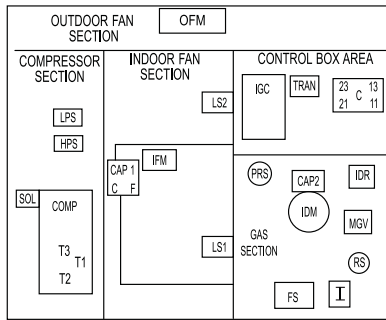 OUTDOOR FAN
SECTION
OFM
COMPRESSOR
SECTION
INDOOR FAN
SECTION
CONTROL BOX AREA
LPS
HPS
SOL
COMP
T3
T1
T2
CAP 1
C F
IFM
LS2
LS1
IGC
TRAN
23 C 13
21 11
PRS
CAP2
IDR
IDM
MGV
GAS
SECTION
RS
FS
I